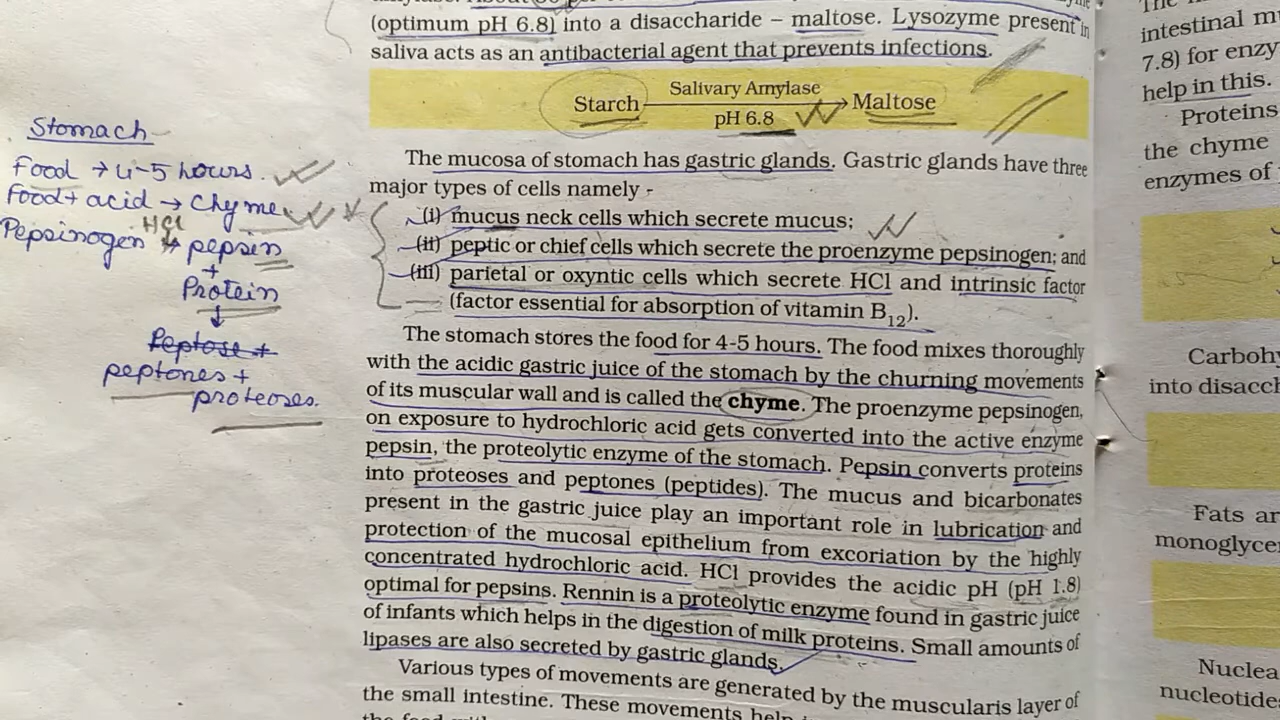 (optimum pH 6.8) into a disaccharide – maltose. Lysozyme present in
saliva acts as an antibacterial agent that prevents infections.
Starch Salivary Amylase pH 6.8 → Maltose
The mucosa of stomach has gastric glands. Gastric glands have three
major types of cells namely -
(i) mucus neck cells which secrete mucus;
(ii) peptic or chief cells which secrete the proenzyme pepsinogen; and
(iii) parietal or oxyntic cells which secrete HCl and intrinsic factor
(factor essential for absorption of vitamin B12).
The stomach stores the food for 4-5 hours. The food mixes thoroughly
with the acidic gastric juice of the stomach by the churning movements
of its muscular wall and is called the chyme. The proenzyme pepsinogen,
on exposure to hydrochloric acid gets converted into the active enzyme
pepsin, the proteolytic enzyme of the stomach. Pepsin converts proteins
into proteoses and peptones (peptides). The mucus and bicarbonates
present in the gastric juice play an important role in lubrication and
protection of the mucosal epithelium from excoriation by the highly
concentrated hydrochloric acid. HCl provides the acidic pH (pH 1.8)
optimal for pepsins. Rennin is a proteolytic enzyme found in gastric juice
of infants which helps in the digestion of milk proteins. Small amounts of
lipases are also secreted by gastric glands.
Various types of movements are generated by the muscularis layer of
the small intestine. These movements help
Stomach
Food → 4-5 hours.
Food + acid → chyme
Pepsinogen HCl → pepsin
+
Protein
↓
Peptose +
peptones +
proteoses.
intestinal
7.8) for enzy
help in this.
Proteins
the chyme
enzymes of
Carbohy
into disacch
Fats ar
monoglyce
Nuclea
nucleotide